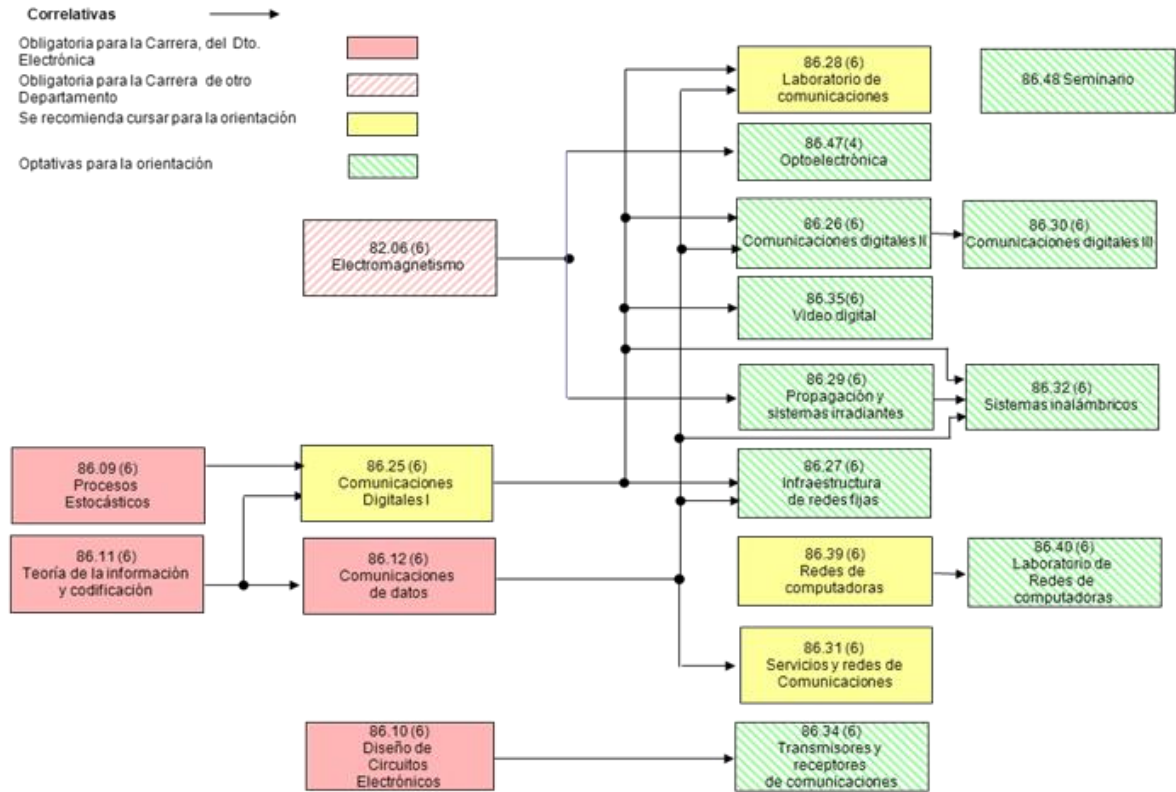 Correlativas
Obligatoria para la Carrera, del Dto.
Electrónica
Obligatoria para la Carrera de otro
Departamento
Se recomienda cursar para la orientación
Optativas para la orientación
86.28 (6)
Laboratorio de
comunicaciones
86.48 Seminario
86.47(4)
Optoelectrònica
82.06 (6)
Electromagnetismo
86.26 (6)
Comunicaciones digitales II
86.30 (6)
Comunicaciones digitales III
86.35(6)
Video digital
86.29 (6)
Propagación y
sistemas irradiantes
86.32 (6)
Sistemas inalámbricos
86.09 (6)
Procesos
Estocásticos
86.25 (6)
Comunicaciones
Digitales I
86.27 (6)
Infraestructura
de redes fijas
86.11 (6)
Teoría de la información
y codificación
86.12 (6)
Comunicaciones
de datos
86.39 (6)
Redes de
computadoras
86.40 (6)
Laboratorio de
Redes de
computadoras
86.31 (6)
Servicios y redes de
Comunicaciones
86.10 (6)
Diseño de
Circuitos
Electrónicos
86.34 (6)
Transmisores y
receptores
de comunicaciones